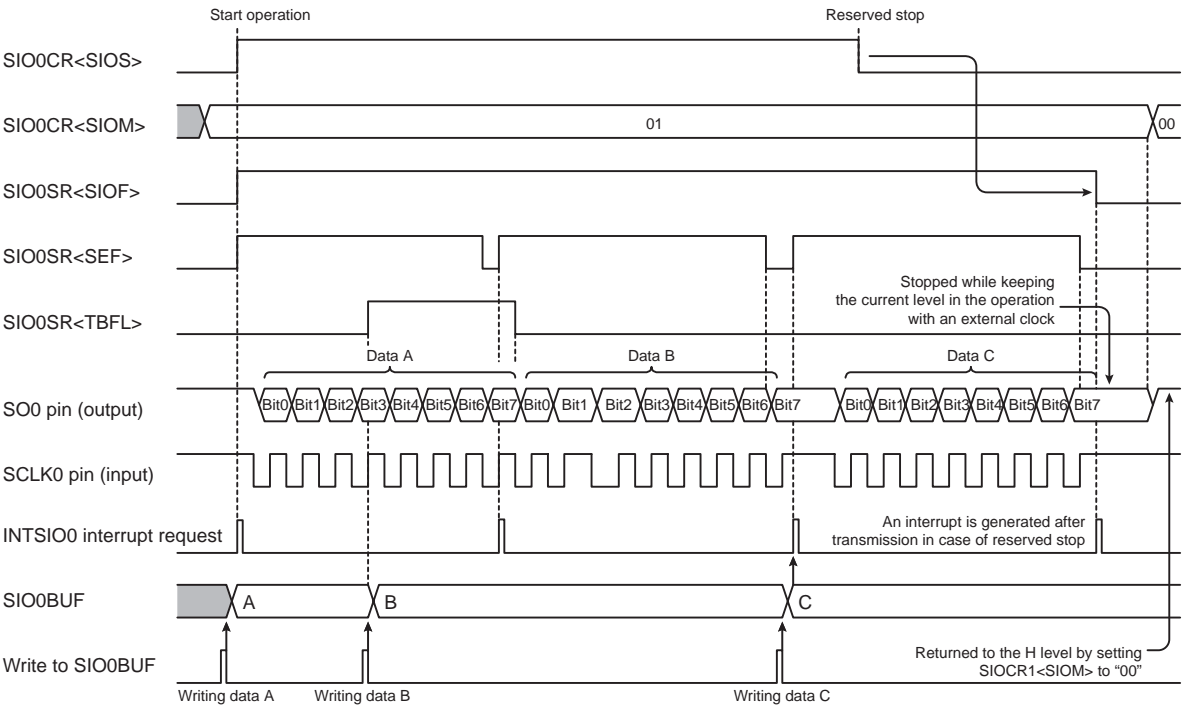 Start operation
Reserved stop
SIO0CR<SIOS>
SIO0CR<SIOM>
01
00
SIO0SR<SIOF>
SIO0SR<SEF>
Stopped while keeping
the current level in the operation
with an external clock
SIO0SR<TBFL>
Data A
Data B
Data C
SO0 pin (output)
Bit0 Bit1 Bit2 Bit3 Bit4 Bit5 Bit6 Bit7 Bit0 Bit1 Bit2 Bit3 Bit4 Bit5 Bit6 Bit7 Bit0 Bit1 Bit2 Bit3 Bit4 Bit5 Bit6 Bit7
SCLK0 pin (input)
INTSIO0 interrupt request
An interrupt is generated after
transmission in case of reserved stop
SIO0BUF
A
B
C
Write to SIO0BUF
Returned to the H level by setting
SIOCR1<SIOM> to “00”
Writing data A
Writing data B
Writing data C